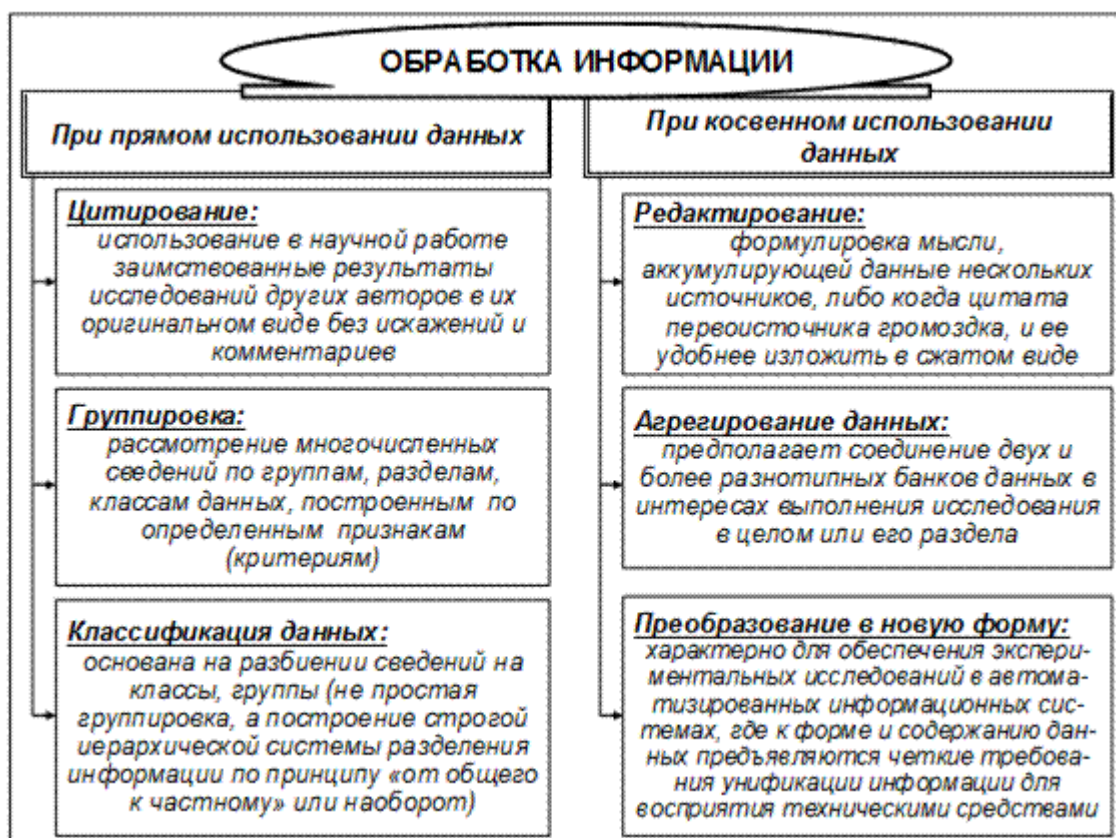 ОБРАБОТКА ИНФОРМАЦИИ
При прямом использовании данных
Цитирование:
использование в научной работе
заимствованные результаты
исследований других авторов в их
оригинальном виде без искажений и
комментариев
Группировка:
рассмотрение многочисленных
сведений по группам, разделам,
классам данных, построенным по
определенным признакам
(критериям)
Классификация данных:
основана на разбиении сведений на
классы, группы (не простая
группировка, а построение строгой
иерархической системы разделения
информации по принципу «от общего
к частному» или наоборот)
При косвенном использовании
данных
Редактирование:
формулировка мысли,
аккумулирующей данные нескольких
источников, либо когда цитата
первоисточника громоздка, и ее
удобнее изложить в сжатом виде
Агрегирование данных:
предполагает соединение двух и
более разнотипных банков данных в
интересах выполнения исследования
в целом или его раздела
Преобразование в новую форму:
характерно для обеспечения экспери-
ментальных исследований в автома-
тизированных информационных сис-
темах, где к форме и содержанию дан-
ных предъявляются четкие требова-
ния унификации информации для
восприятия техническими средствами